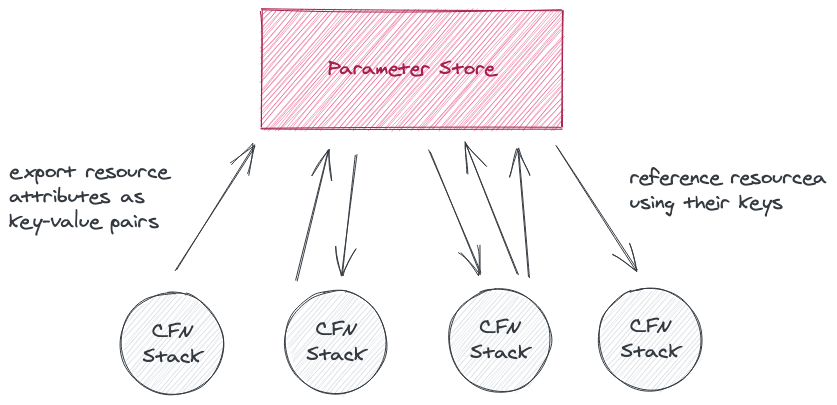 Parameter Store
export resource
attributes as
key-value pairs
reference resourcea
using their keys
CFN
Stack
CFN
Stack
CFN
Stack
CFN
Stack